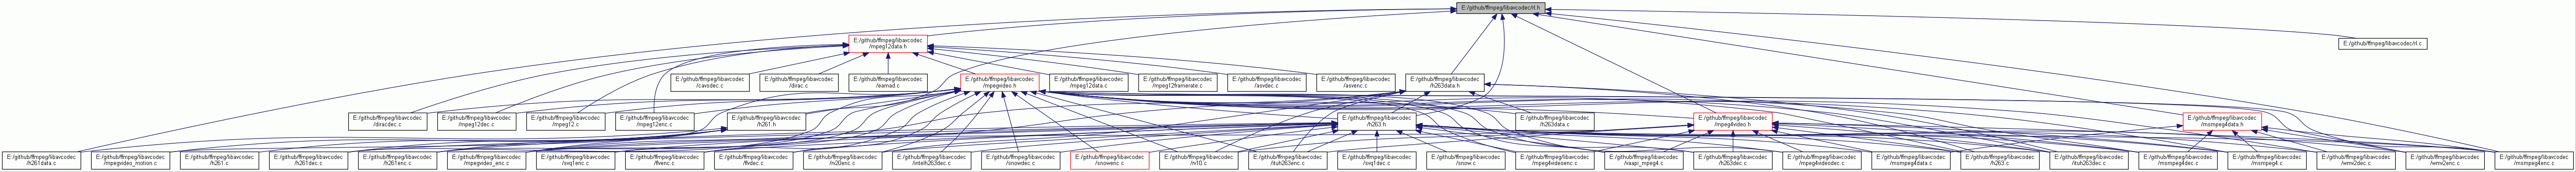 E:/github/ffmpeg/libavcodec/rl.h
E:/github/ffmpeg/libavcodec
/mpeg12data.h
E:/github/ffmpeg/libavcodec/rl.c
E:/github/ffmpeg/libavcodec
/cavsdec.c
E:/github/ffmpeg/libavcodec
/dirac.c
E:/github/ffmpeg/libavcodec
/eamad.c
E:/github/ffmpeg/libavcodec
/mpegvideo.h
E:/github/ffmpeg/libavcodec
/mpeg12data.c
E:/github/ffmpeg/libavcodec
/mpeg12framerate.c
E:/github/ffmpeg/libavcodec
/asvdec.c
E:/github/ffmpeg/libavcodec
/asvenc.c
E:/github/ffmpeg/libavcodec
/h263data.h
E:/github/ffmpeg/libavcodec
/diracdec.c
E:/github/ffmpeg/libavcodec
/mpeg12dec.c
E:/github/ffmpeg/libavcodec
/mpeg12.c
E:/github/ffmpeg/libavcodec
/mpeg12enc.c
E:/github/ffmpeg/libavcodec
/h261.h
E:/github/ffmpeg/libavcodec
/h263.h
E:/github/ffmpeg/libavcodec
/h263data.c
E:/github/ffmpeg/libavcodec
/mpeg4video.h
E:/github/ffmpeg/libavcodec
/msmpeg4data.h
E:/github/ffmpeg/libavcodec
/h261data.c
E:/github/ffmpeg/libavcodec
/mpegvideo_motion.c
E:/github/ffmpeg/libavcodec
/h261.c
E:/github/ffmpeg/libavcodec
/h261dec.c
E:/github/ffmpeg/libavcodec
/h261enc.c
E:/github/ffmpeg/libavcodec
/mpegvideo_enc.c
E:/github/ffmpeg/libavcodec
/svq1enc.c
E:/github/ffmpeg/libavcodec
/flvenc.c
E:/github/ffmpeg/libavcodec
/flvdec.c
E:/github/ffmpeg/libavcodec
/rv20enc.c
E:/github/ffmpeg/libavcodec
/intelh263dec.c
E:/github/ffmpeg/libavcodec
/snowdec.c
E:/github/ffmpeg/libavcodec
/snowenc.c
E:/github/ffmpeg/libavcodec
/rv10.c
E:/github/ffmpeg/libavcodec
/ituh263enc.c
E:/github/ffmpeg/libavcodec
/svq1dec.c
E:/github/ffmpeg/libavcodec
/snow.c
E:/github/ffmpeg/libavcodec
/mpeg4videoenc.c
E:/github/ffmpeg/libavcodec
/vaapi_mpeg4.c
E:/github/ffmpeg/libavcodec
/h263dec.c
E:/github/ffmpeg/libavcodec
/mpeg4videodec.c
E:/github/ffmpeg/libavcodec
/msmpeg4data.c
E:/github/ffmpeg/libavcodec
/h263.c
E:/github/ffmpeg/libavcodec
/ituh263dec.c
E:/github/ffmpeg/libavcodec
/msmpeg4dec.c
E:/github/ffmpeg/libavcodec
/msmpeg4.c
E:/github/ffmpeg/libavcodec
/wmv2dec.c
E:/github/ffmpeg/libavcodec
/wmv2enc.c
E:/github/ffmpeg/libavcodec
/msmpeg4enc.c